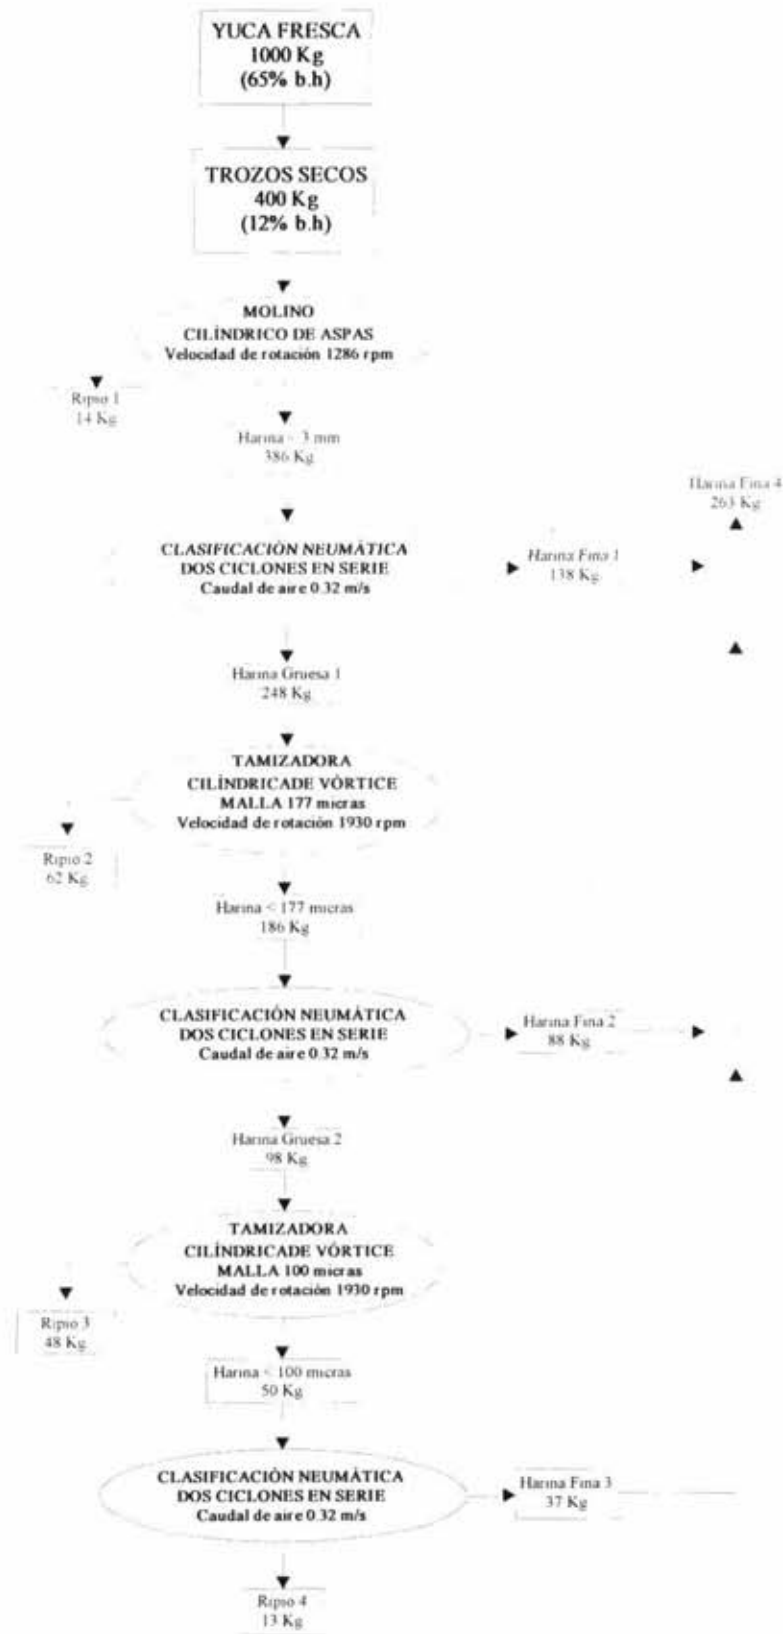 YUCA FRESCA
1000 Kg
(65% b.h)
TROZOS SECOS
400 Kg
(12% b.h)
MOLINO
CILÍNDRICO DE ASPAS
Velocidad de rotación 1286 rpm
Ripio 1
14 Kg
Harina < 3 mm
386 Kg
Harina Fina 4
263 Kg
CLASIFICACIÓN NEUMÁTICA
DOS CICLONES EN SERIE
Caudal de aire 0.32 m/s
Harina Fina 1
138 Kg
Harina Gruesa 1
248 Kg
TAMIZADORA
CILÍNDRICADE VÓRTICE
MALLA 177 micras
Velocidad de rotación 1930 rpm
Ripio 2
62 Kg
Harina < 177 micras
186 Kg
CLASIFICACIÓN NEUMÁTICA
DOS CICLONES EN SERIE
Caudal de aire 0.32 m/s
Harina Fina 2
88 Kg
Harina Gruesa 2
98 Kg
TAMIZADORA
CILÍNDRICADE VÓRTICE
MALLA 100 micras
Velocidad de rotación 1930 rpm
Ripio 3
48 Kg
Harina < 100 micras
50 Kg
CLASIFICACIÓN NEUMÁTICA
DOS CICLONES EN SERIE
Caudal de aire 0.32 m/s
Harina Fina 3
37 Kg
Ripio 4
13 Kg